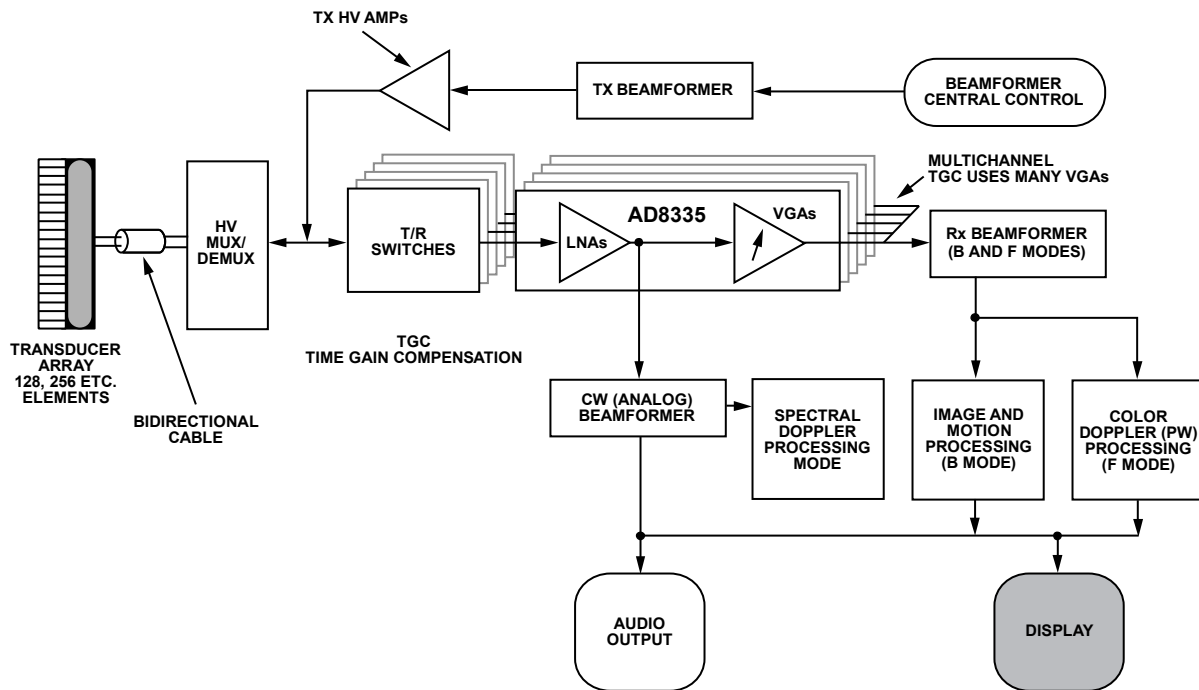 TX HV AMPs
TX BEAMFORMER
BEAMFORMER
CENTRAL CONTROL
MULTICHANNEL
TGC USES MANY VGAs
HV
MUX/
DEMUX
T/R
SWITCHES
LNAs
AD8335
VGAs
Rx BEAMFORMER
(B AND F MODES)
TRANSDUCER
ARRAY
128, 256 ETC.
ELEMENTS
BIDIRECTIONAL
CABLE
TGC
TIME GAIN COMPENSATION
CW (ANALOG)
BEAMFORMER
SPECTRAL
DOPPLER
PROCESSING
MODE
IMAGE AND
MOTION
PROCESSING
(B MODE)
COLOR
DOPPLER (PW)
PROCESSING
(F MODE)
AUDIO
OUTPUT
DISPLAY